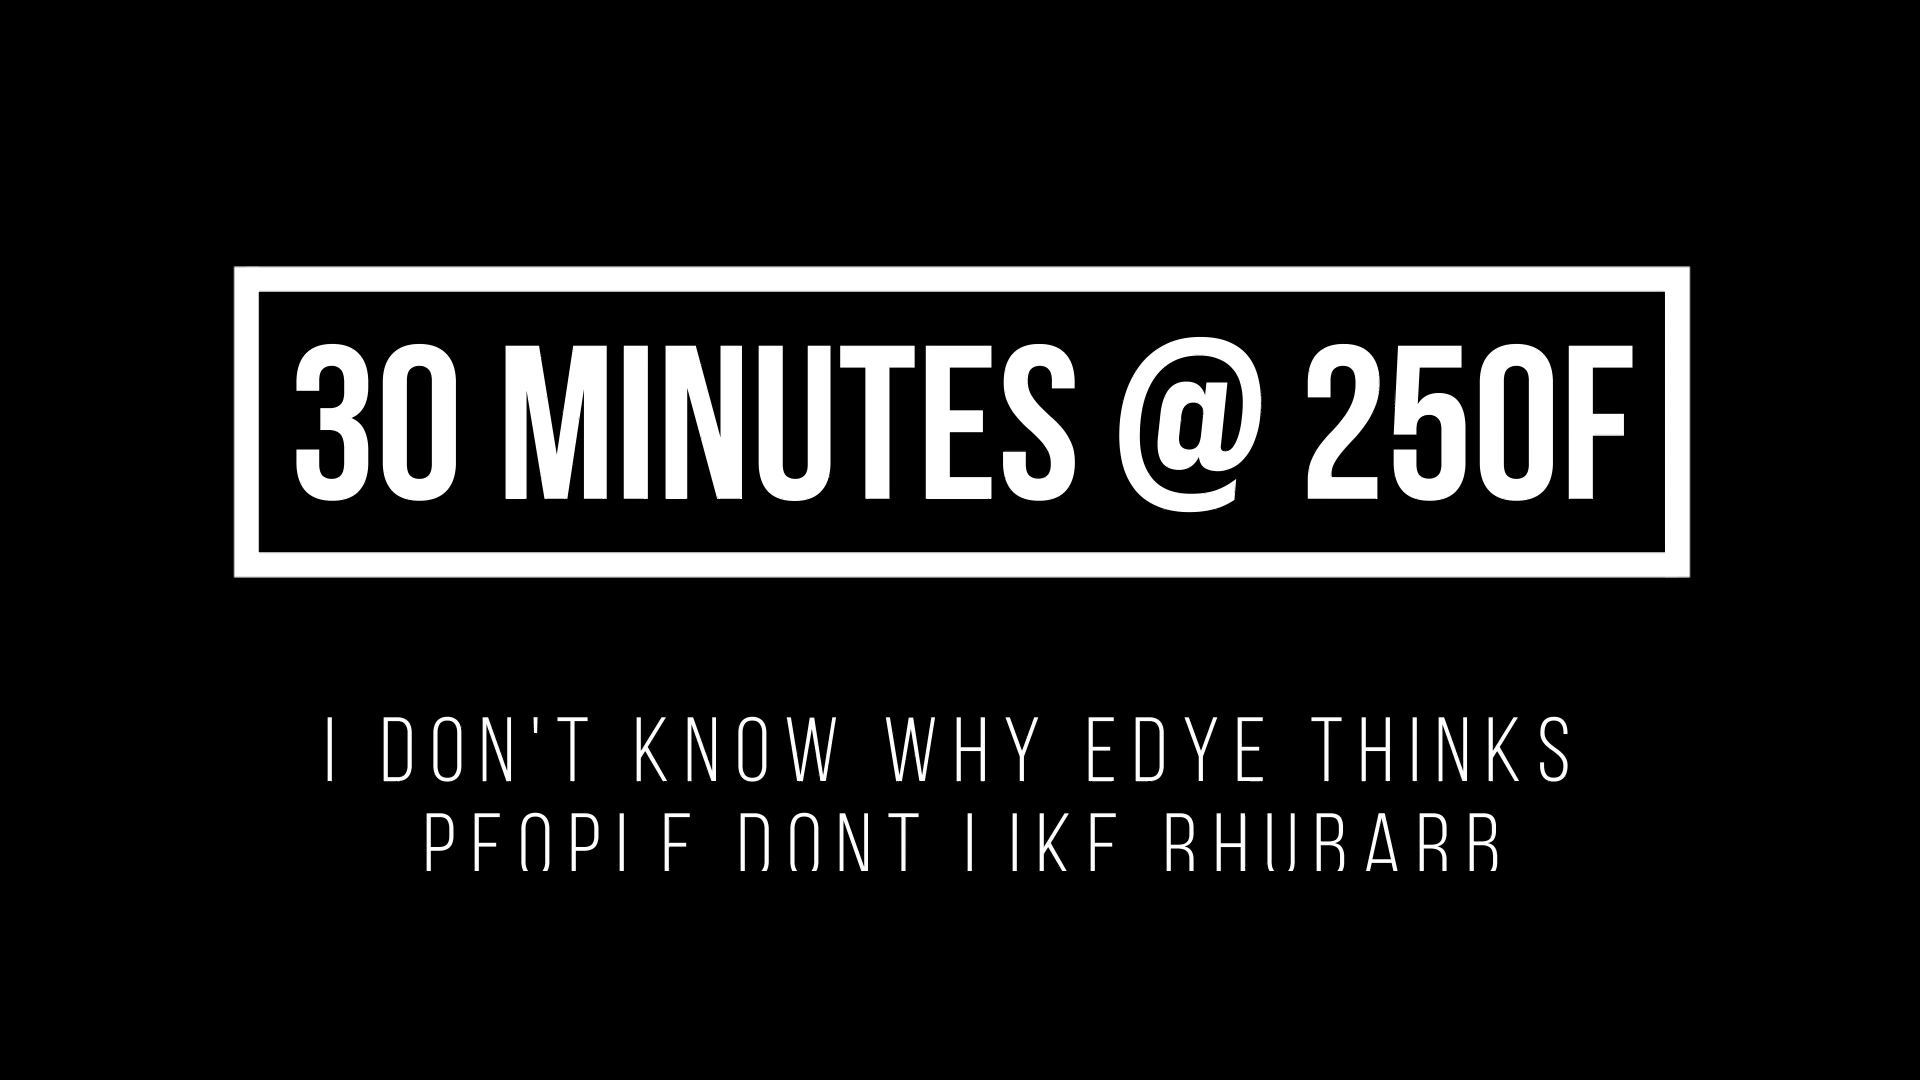 30 MINUTES @ 250F
I DON'T KNOW WHY EDYE THINKS
PEOPLE DONT LIKE RHUBARB